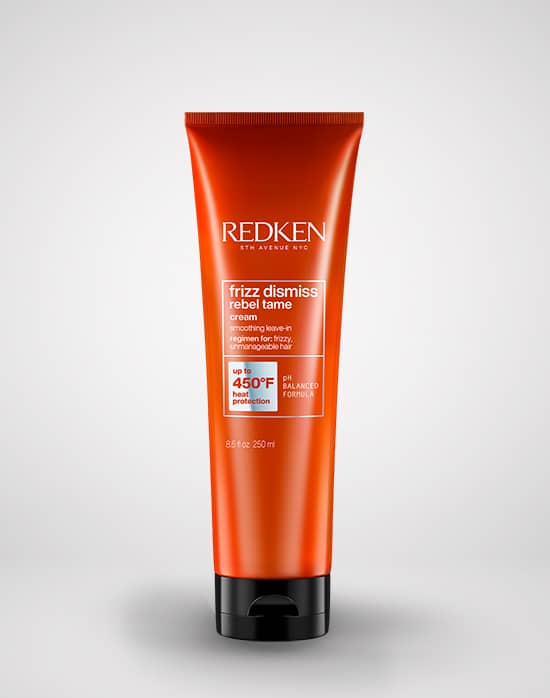 REDKEN
5TH AVENUE NYC
frizz dismiss
rebel tame
cream
smoothing leave-in
regimen for: frizzy,
unmanageable hair
up to
450°F
heat
protection
pH
BALANCED
FORMULA
8.5 fl oz 250 ml